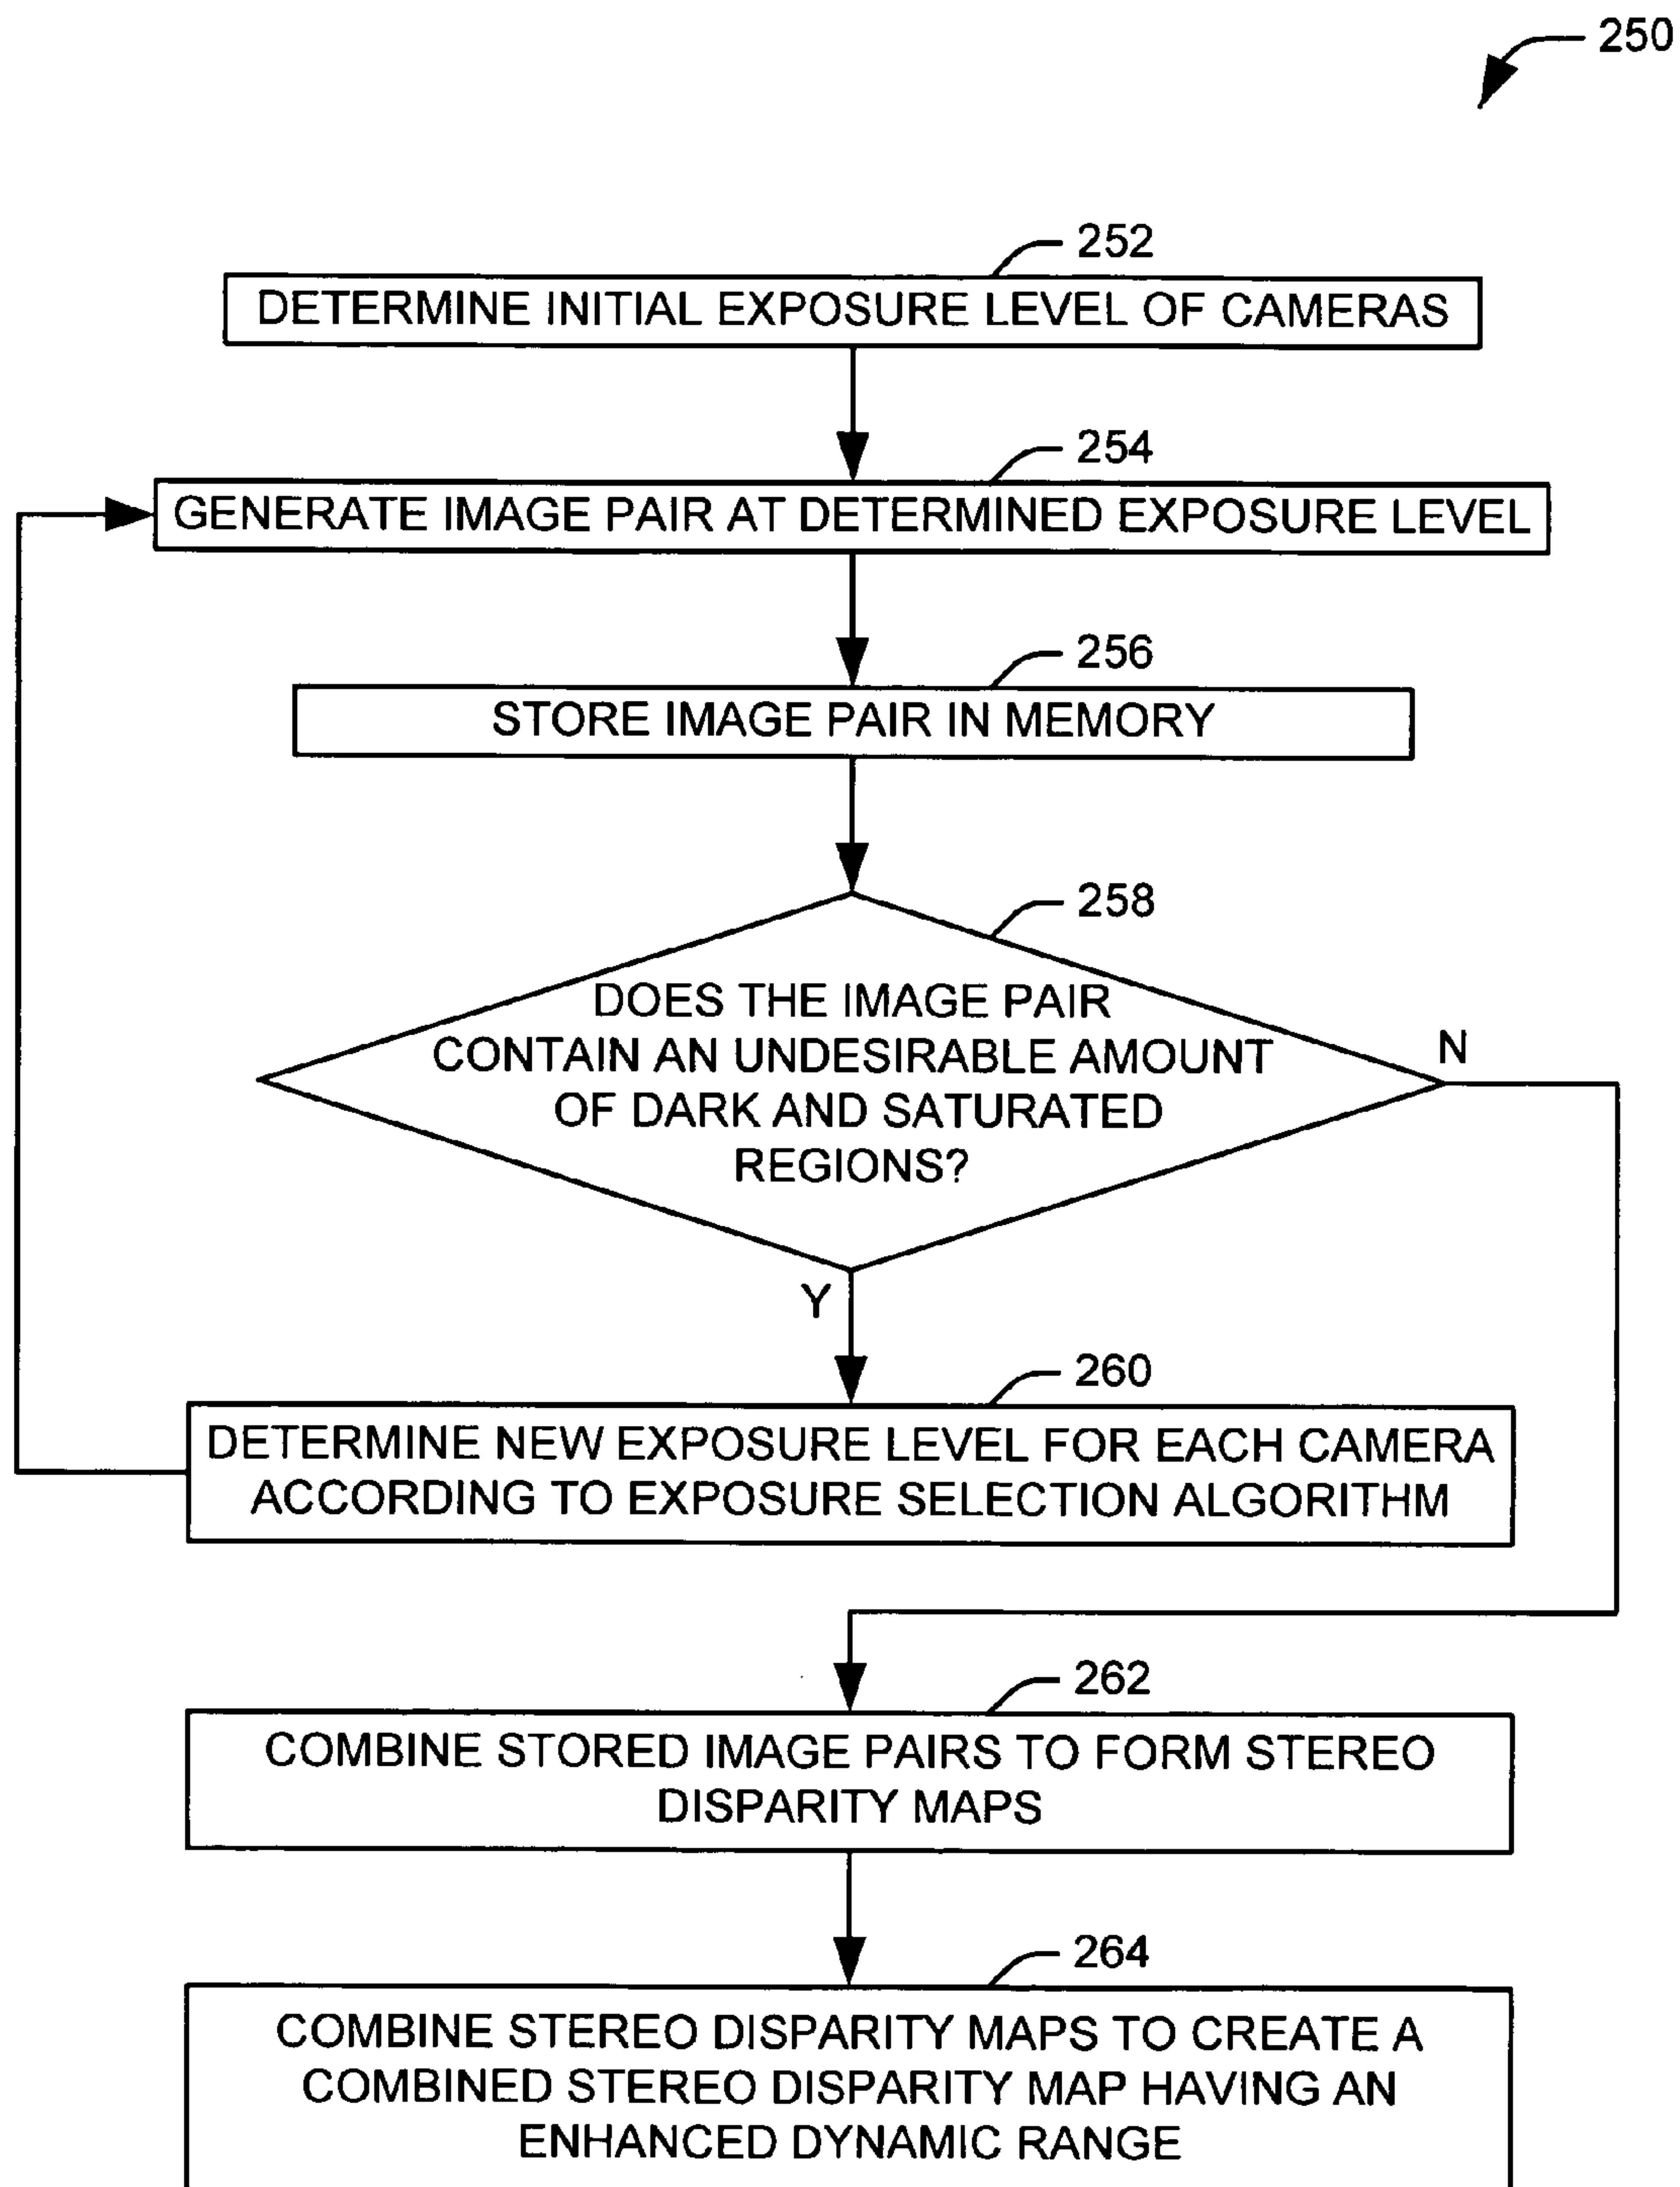 250
252
DETERMINE INITIAL EXPOSURE LEVEL OF CAMERAS
254
GENERATE IMAGE PAIR AT DETERMINED EXPOSURE LEVEL
256
STORE IMAGE PAIR IN MEMORY
258
DOES THE IMAGE PAIR
CONTAIN AN UNDESIRABLE AMOUNT
OF DARK AND SATURATED
REGIONS?
N
Y
260
DETERMINE NEW EXPOSURE LEVEL FOR EACH CAMERA
ACCORDING TO EXPOSURE SELECTION ALGORITHM
262
COMBINE STORED IMAGE PAIRS TO FORM STEREO
DISPARITY MAPS
264
COMBINE STEREO DISPARITY MAPS TO CREATE A
COMBINED STEREO DISPARITY MAP HAVING AN
ENHANCED DYNAMIC RANGE